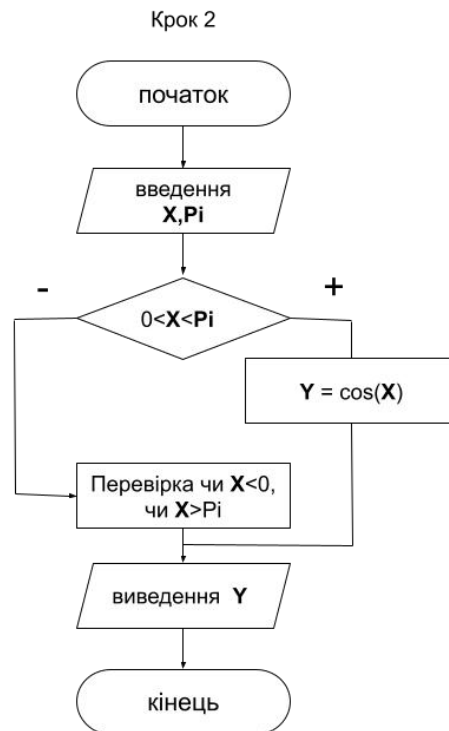 Крок 2
початок
введення
X,Pi
-
+
0<X<Pi
Y = cos(X)
Перевірка чи X<0,
чи X>Pi
виведення Y
кінець